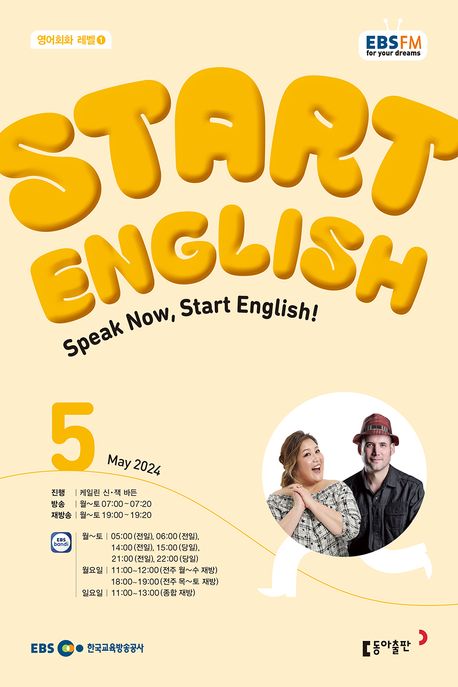 영어회화 레벨 1
EBS FM
for your dreams
START
ENGLISH
Speak Now, Start English!
5
May 2024
진행 | 케일린 신·잭 바든
방송 | 월~토 07:00~07:20
재방송 | 월~토 19:00~19:20
EBS
bandi
월~토 | 05:00 (전일), 06:00 (전일),
14:00 (전일), 15:00 (당일),
21:00 (전일), 22:00 (당일)
월요일 | 11:00~12:00 (전주 월~수 재방)
18:00~19:00 (전주 목~토 재방)
일요일 | 11:00~13:00 (종합 재방)
EBS 한국교육방송공사
동아출판